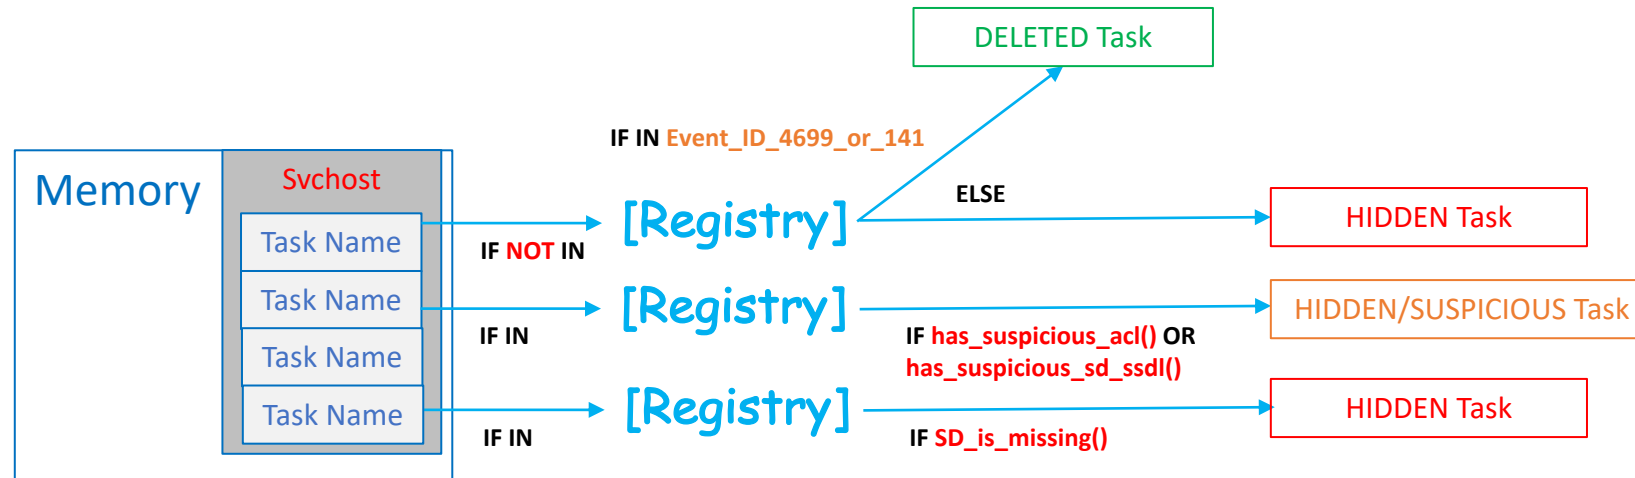 DELETED Task
IF IN Event_ID_4699_or_141
Memory
Svchost
Task Name
IF NOT IN
[Registry]
ELSE
HIDDEN Task
Task Name
IF IN
[Registry]
IF has_suspicious_acl() OR
has_suspicious_sd_ssdl()
HIDDEN/SUSPICIOUS Task
Task Name
Task Name
IF IN
[Registry]
IF SD_is_missing()
HIDDEN Task